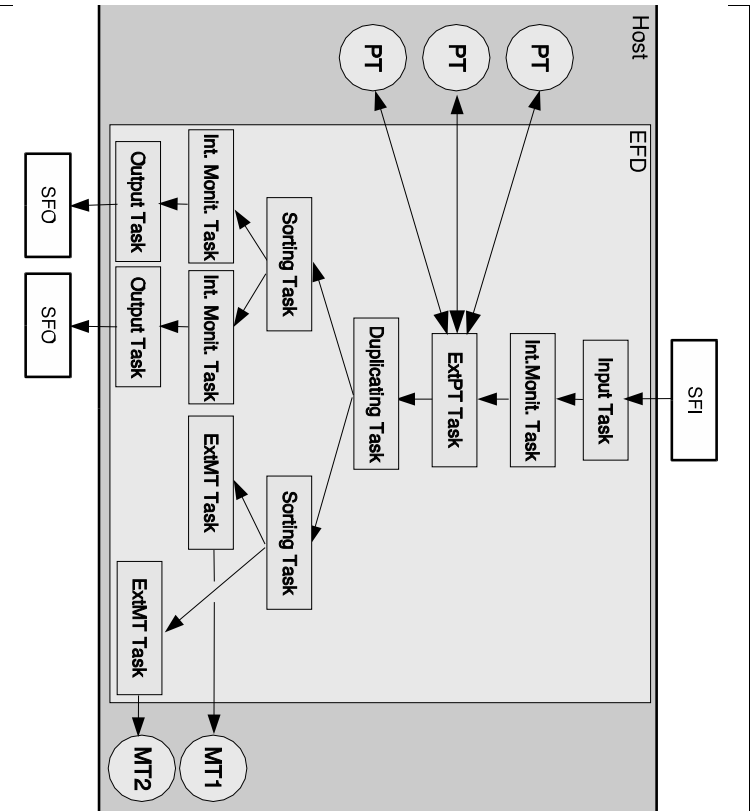 SFI
Host
EFD
Input Task
PT
Int.Monit. Task
PT
ExtPT Task
PT
Duplicating Task
Sorting Task
Sorting Task
Int. Monit. Task
Int. Monit. Task
ExtMT Task
MT1
Output Task
Output Task
ExtMT Task
MT2
SFO
SFO